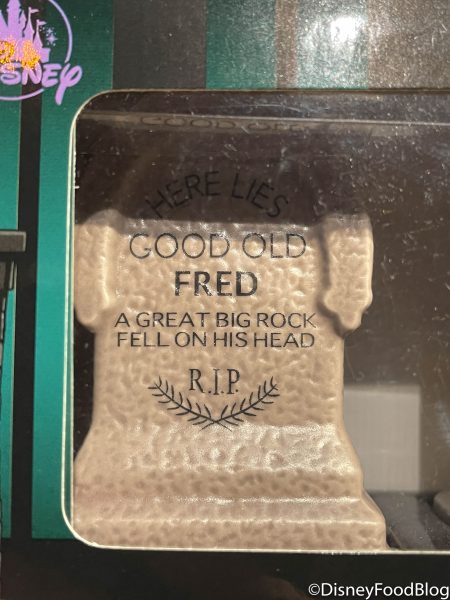 DISNEY
HERE LIES
GOOD OLD
FRED
A GREAT BIG ROCK
FELL ON HIS HEAD
R.I.P.
©DisneyFoodBlog